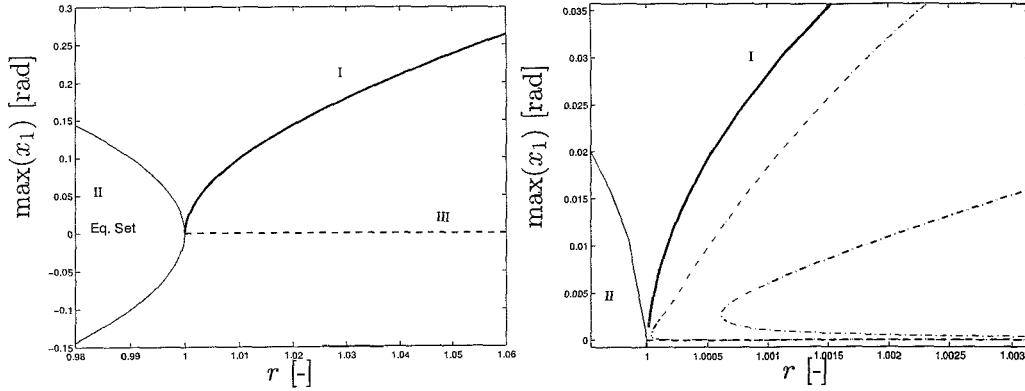 0.3
0.25
0.2
0.15
0.1
0.05
0
−0.05
−0.1
−0.15
max(x₁) [rad]
I
II
Eq. Set
III
0.98 0.99 1 1.01 1.02 1.03 1.04 1.05 1.06
r [-]
0.035
0.03
0.025
0.02
0.015
0.01
0.005
0
max(x₁) [rad]
I
II
1 1.0005 1.001 1.0015 1.002 1.0025 1.003
r [-]